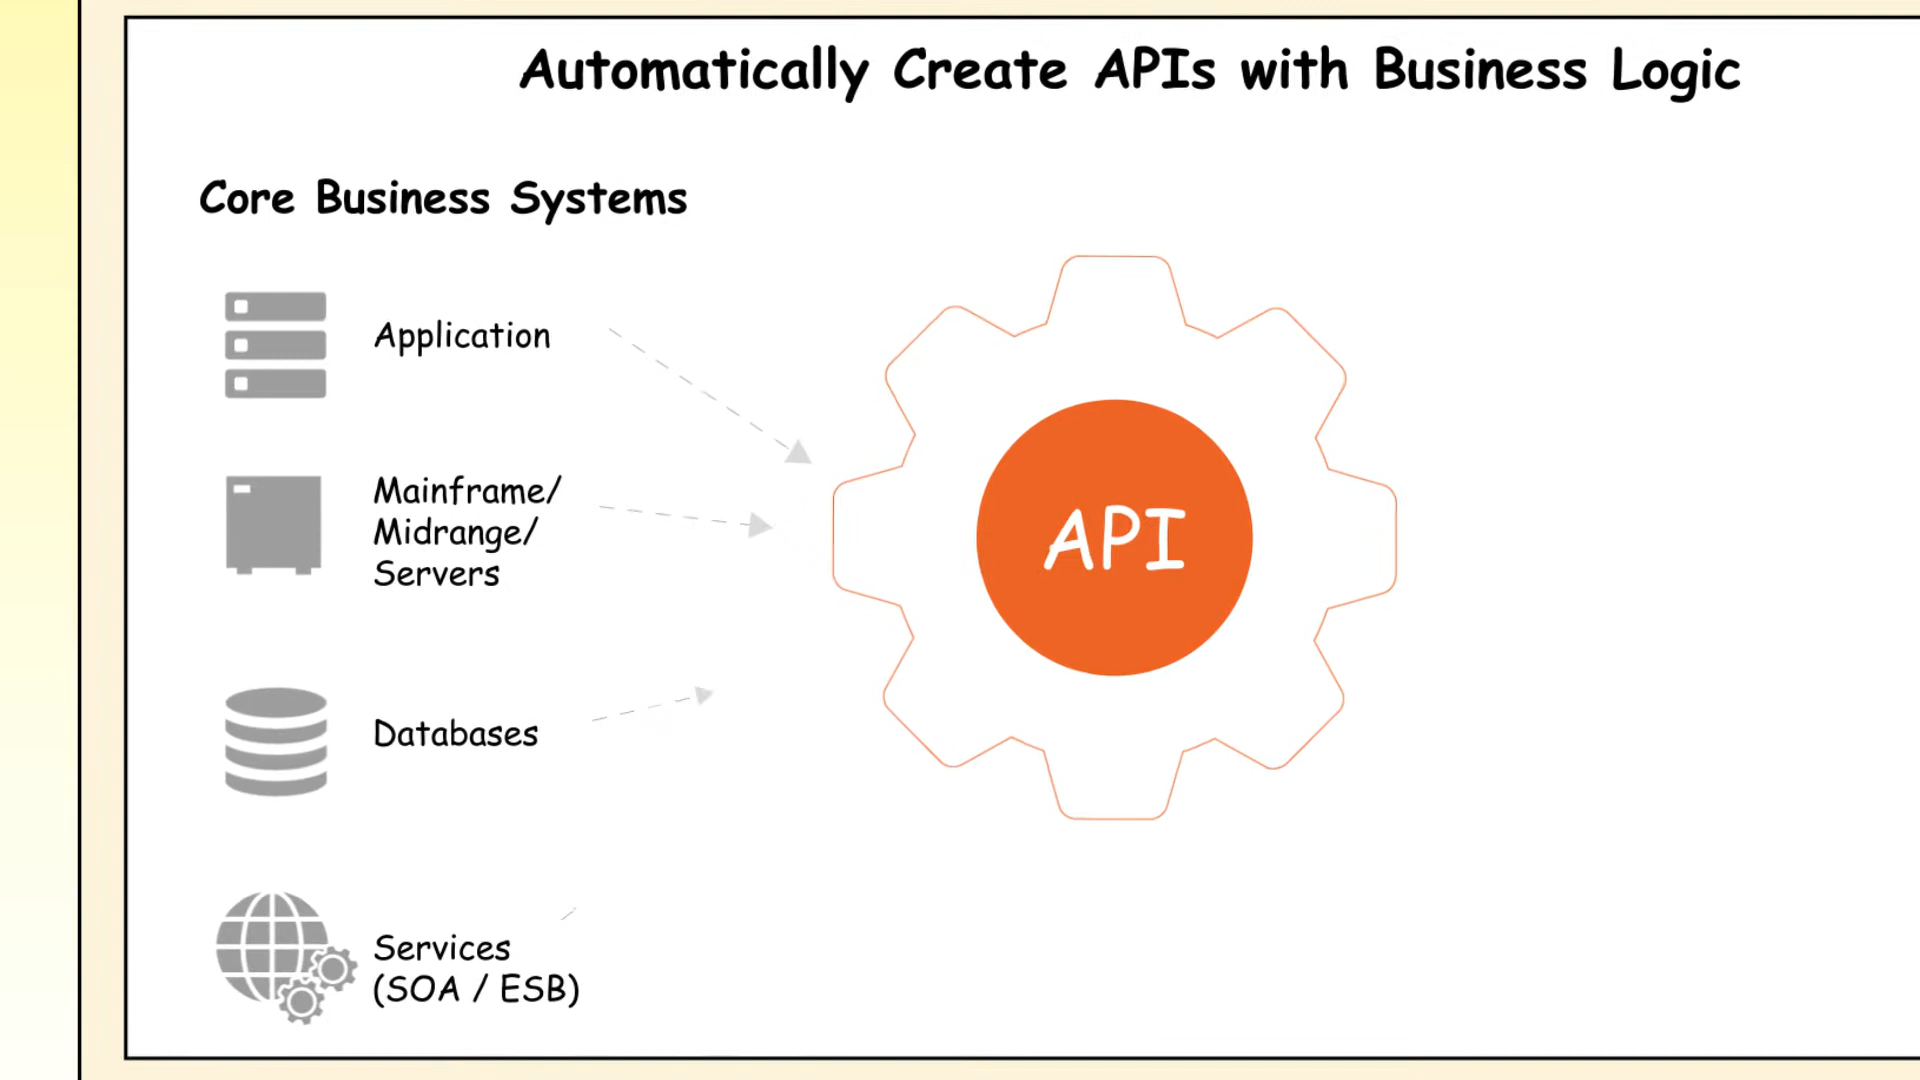 Automatically Create APIs with Business Logic
Core Business Systems
Application
Mainframe/
Midrange/
Servers
Databases
Services
(SOA / ESB)
API